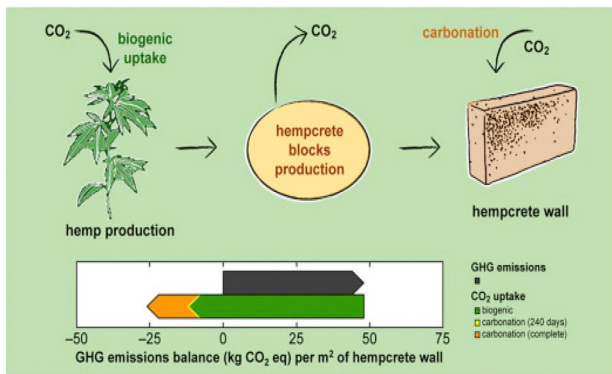 CO₂
biogenic
uptake
CO₂
carbonation
CO₂
hempcrete
blocks
production
hemp production
hempcrete wall
GHG emissions
CO₂ uptake
biogenic
carbonation (240 days)
carbonation (complete)
−50
−25
0
25
50
75
GHG emissions balance (kg CO₂ eq) per m² of hempcrete wall